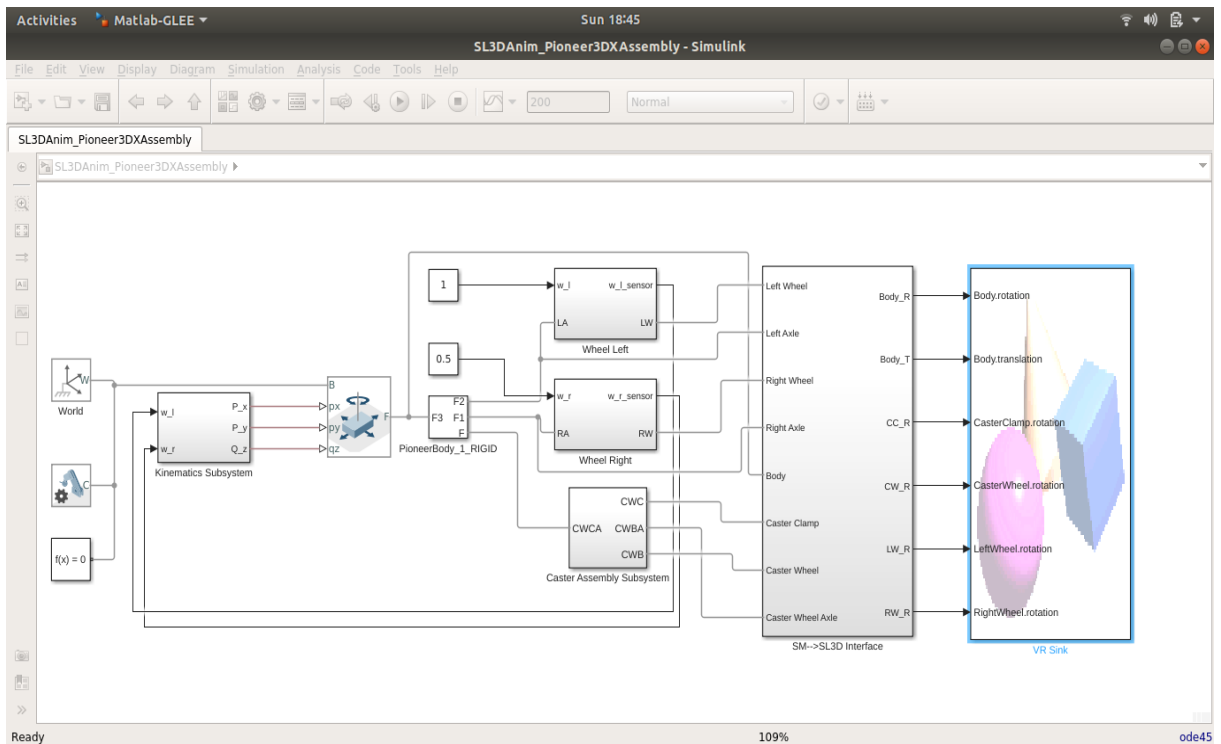 Activities Matlab-GLEE Sun 18:45
SL3DAnim_Pioneer3DXAssembly - Simulink
File Edit View Display Diagram Simulation Analysis Code Tools Help
200 Normal
SL3DAnim_Pioneer3DXAssembly
SL3DAnim_Pioneer3DXAssembly
W
World
C
f(x) = 0
w_l
w_r
P_x
P_y
Q_z
Kinematics Subsystem
B
px
py
qz
F
F3
F2
F1
F
PioneerBody_1_RIGID
1
0.5
w_l
w_l_sensor
LA
LW
Wheel Left
w_r
w_r_sensor
RA
RW
Wheel Right
CWC
CWCA
CWBA
CWB
Caster Assembly Subsystem
Left Wheel
Left Axle
Right Wheel
Right Axle
Body
Caster Clamp
Caster Wheel
Caster Wheel Axle
Body_R
Body_T
CC_R
CW_R
LW_R
RW_R
SM-->SL3D Interface
Body.rotation
Body.translation
CasterClamp.rotation
CasterWheel.rotation
LeftWheel.rotation
RightWheel.rotation
VR Sink
Ready 109% ode45